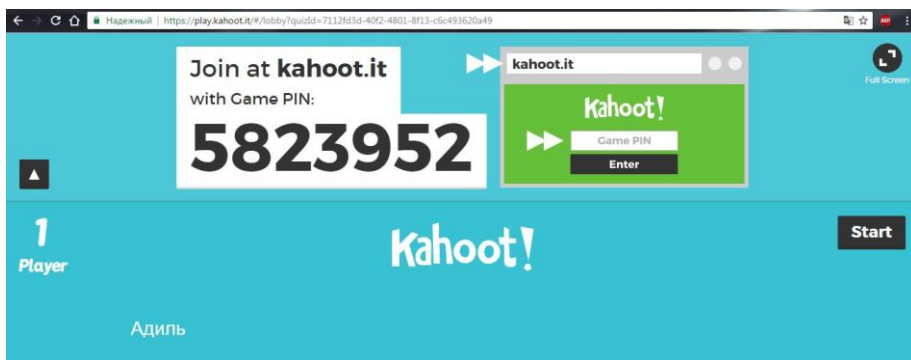 Надежный | https://play.kahoot.it/#/lobby?quizId=7112fd3d-40f2-4801-8f13-c6c493620a49
Join at kahoot.it
with Game PIN:
5823952
kahoot.it
Kahoot!
Game PIN
Enter
Full Screen
1
Player
Kahoot!
Start
Адиль